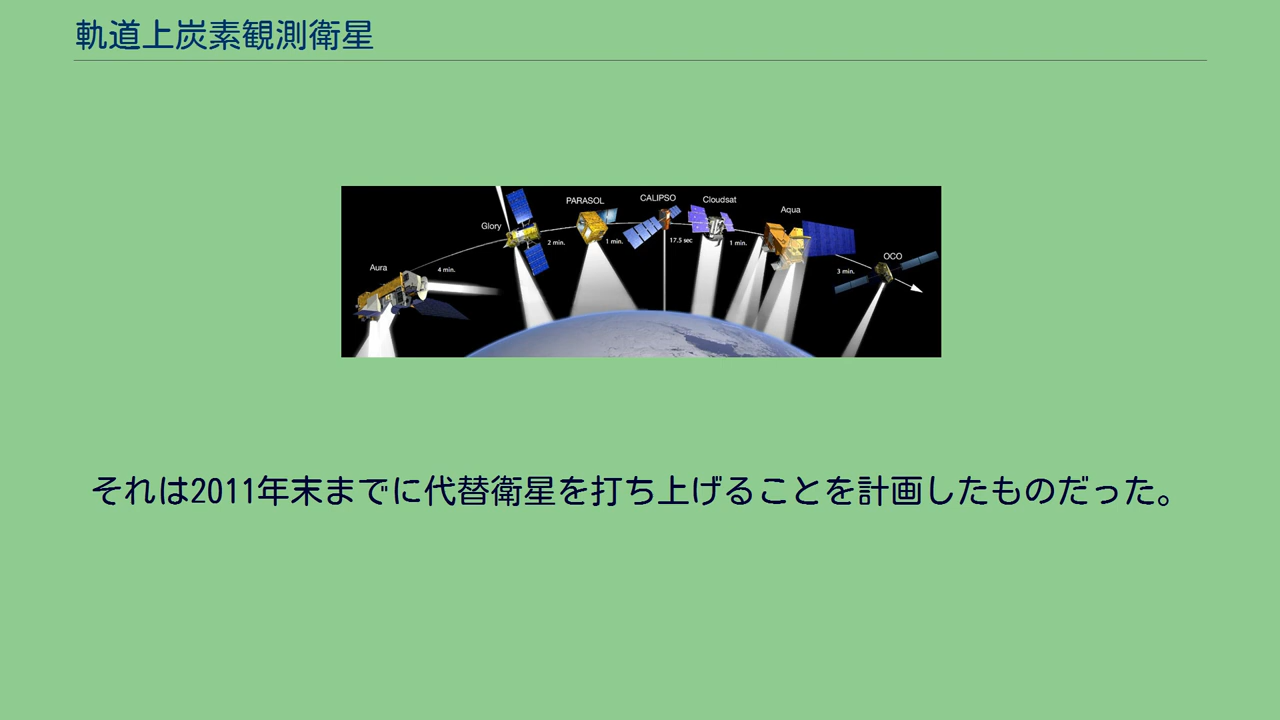 軌道上炭素観測衛星
Aura
4 min.
Glory
2 min.
PARASOL
1 min.
CALIPSO
17.5 sec
Cloudsat
1 min.
Aqua
3 min.
OCO
それは2011年末までに代替衛星を打ち上げることを計画したものだった。